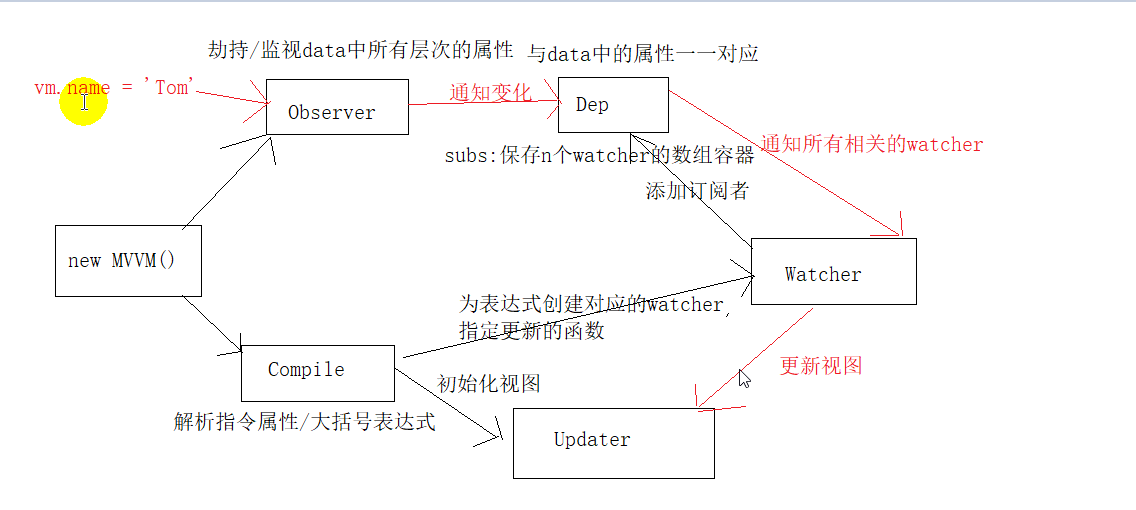 劫持/监视data中所有层次的属性
与data中的属性一一对应
vm.name = 'Tom'
Observer
通知变化
Dep
通知所有相关的watcher
subs:保存n个watcher的数组容器
添加订阅者
new MVVM()
Watcher
为表达式创建对应的watcher,
指定更新的函数
Compile
初始化视图
更新视图
解析指令属性/大括号表达式
Updater